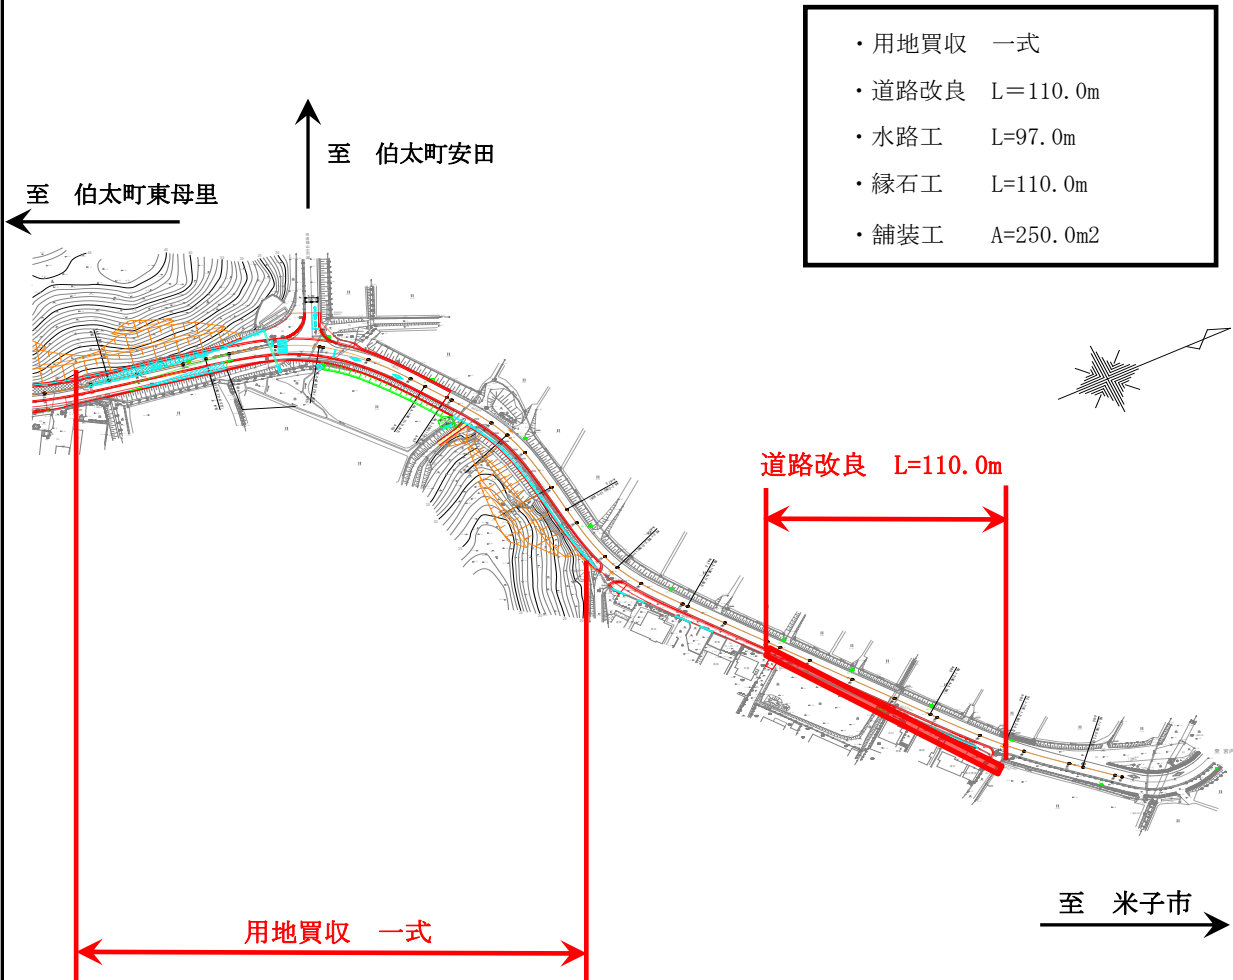 ・用地買収　一式
・道路改良　L＝110.0m
・水路工　　L=97.0m
・縁石工　　L=110.0m
・舗装工　　A=250.0m2
至　伯太町安田
至　伯太町東母里
道路改良　L=110.0m
至　米子市
用地買収　一式